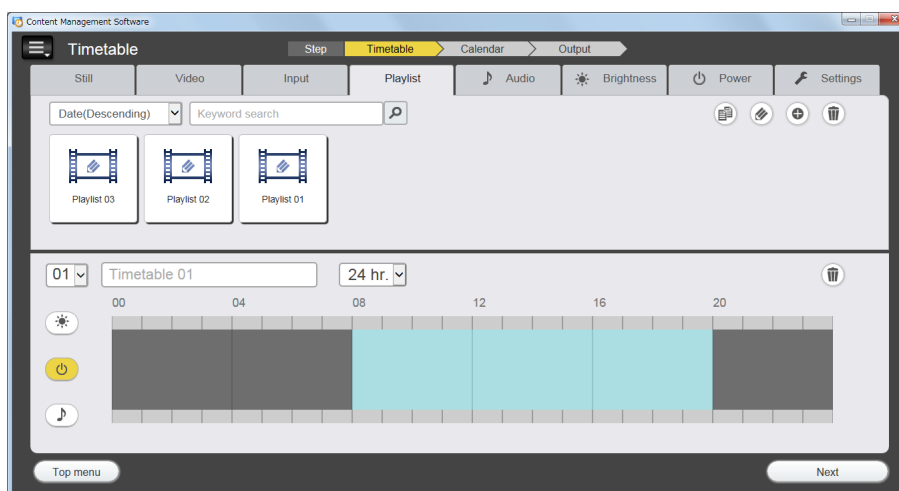 Content Management Software
Timetable
Step Timetable Calendar Output
Still Video Input Playlist Audio Brightness Power Settings
Date(Descending) Keyword search
Playlist 03 Playlist 02 Playlist 01
01 Timetable 01 24 hr.
00 04 08 12 16 20
Top menu Next